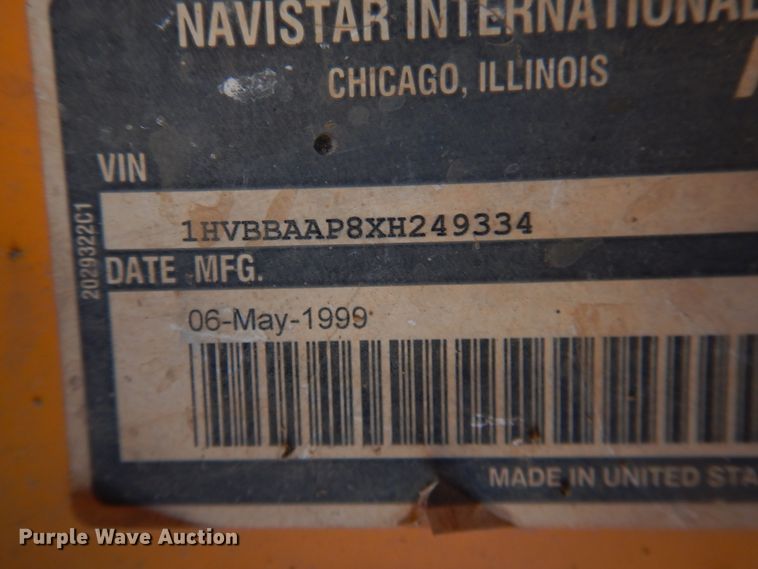 NAVISTAR INTERNATIONAL
CHICAGO, ILLINOIS
VIN
1HVBBAAP8XH249334
2029322C1
DATE MFG.
06-May-1999
MADE IN UNITED STA
Purple Wave Auction